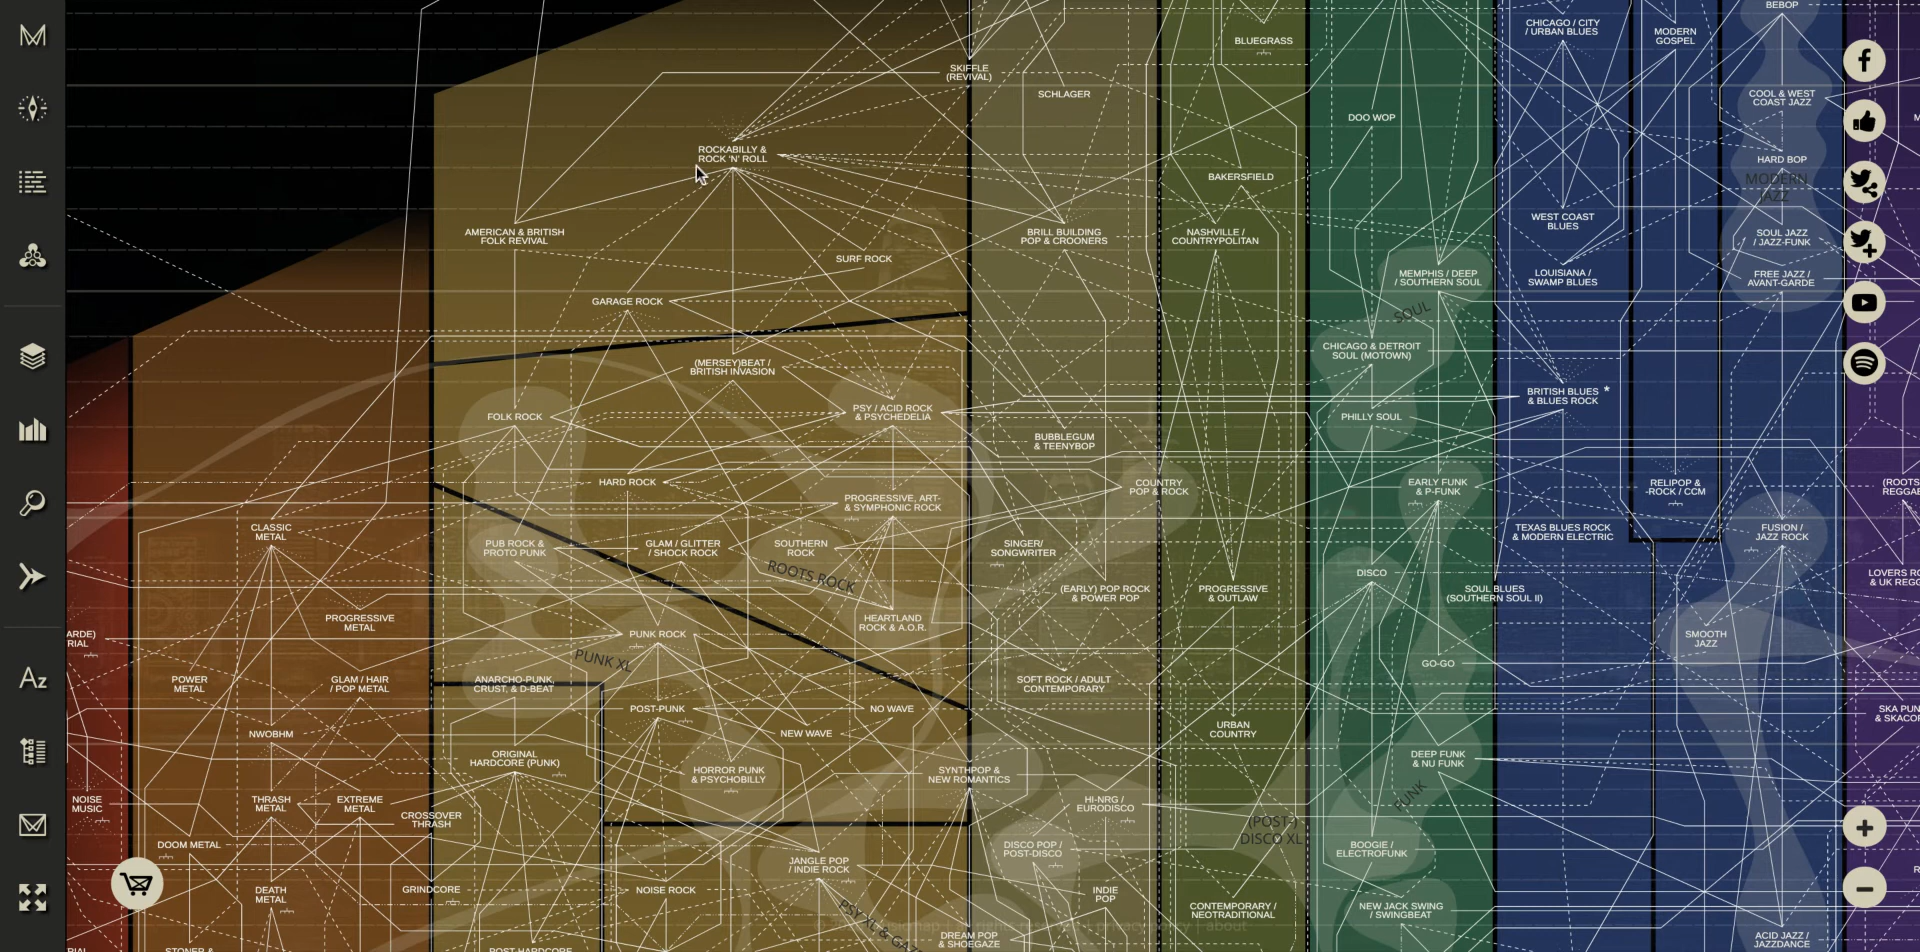 BEBOP
CHICAGO / CITY
/ URBAN BLUES
MODERN
GOSPEL
BLUEGRASS
SKIFFLE
(REVIVAL)
SCHLAGER
COOL & WEST
COAST JAZZ
DOO WOP
ROCKABILLY &
ROCK 'N' ROLL
HARD BOP
MODERN
JAZZ
BAKERSFIELD
WEST COAST
BLUES
AMERICAN & BRITISH
FOLK REVIVAL
BRILL BUILDING
POP & CROONERS
NASHVILLE /
COUNTRYPOLITAN
SOUL JAZZ
/ JAZZ-FUNK
SURF ROCK
MEMPHIS / DEEP
/ SOUTHERN SOUL
LOUISIANA /
SWAMP BLUES
FREE JAZZ /
AVANT-GARDE
GARAGE ROCK
SOUL
CHICAGO & DETROIT
SOUL (MOTOWN)
(MERSEY)BEAT /
BRITISH INVASION
BRITISH BLUES *
& BLUES ROCK
FOLK ROCK
PSY / ACID ROCK
& PSYCHEDELIA
PHILLY SOUL
BUBBLEGUM
& TEENYBOP
HARD ROCK
COUNTRY
POP & ROCK
EARLY FUNK
& P-FUNK
RELIPOP &
-ROCK / CCM
(ROOTS
REGGAE
PROGRESSIVE, ART-
& SYMPHONIC ROCK
CLASSIC
METAL
TEXAS BLUES ROCK
& MODERN ELECTRIC
FUSION /
JAZZ ROCK
PUB ROCK &
PROTO PUNK
GLAM / GLITTER
/ SHOCK ROCK
SOUTHERN
ROCK
SINGER/
SONGWRITER
ROOTS ROCK
DISCO
LOVERS RO
& UK REGG
(EARLY) POP ROCK
& POWER POP
PROGRESSIVE
& OUTLAW
SOUL BLUES
(SOUTHERN SOUL II)
PROGRESSIVE
METAL
HEARTLAND
ROCK & A.O.R.
ARDE)
RIAL
PUNK ROCK
SMOOTH
JAZZ
PUNK XL
GO-GO
POWER
METAL
GLAM / HAIR
/ POP METAL
ANARCHO-PUNK,
CRUST, & D-BEAT
SOFT ROCK / ADULT
CONTEMPORARY
POST-PUNK
NO WAVE
SKA PUN
& SKACOR
NWOBHM
NEW WAVE
URBAN
COUNTRY
ORIGINAL
HARDCORE (PUNK)
DEEP FUNK
& NU FUNK
HORROR PUNK
& PSYCHOBILLY
SYNTHPOP &
NEW ROMANTICS
FUNK
NOISE
MUSIC
THRASH
METAL
EXTREME
METAL
HI-NRG /
EURODISCO
CROSSOVER
THRASH
(POST-)
DISCO XL
DOOM METAL
DISCO POP /
POST-DISCO
BOOGIE /
ELECTROFUNK
JANGLE POP
/ INDIE ROCK
DEATH
METAL
GRINDCORE
NOISE ROCK
INDIE
POP
CONTEMPORARY /
NEOTRADITIONAL
NEW JACK SWING
/ SWINGBEAT
PSY XL & GAZ
DREAM POP
& SHOEGAZE
ACID JAZZ /
JAZZDANCE
RIAL
STONER &
POST-HARDCORE
about
Az